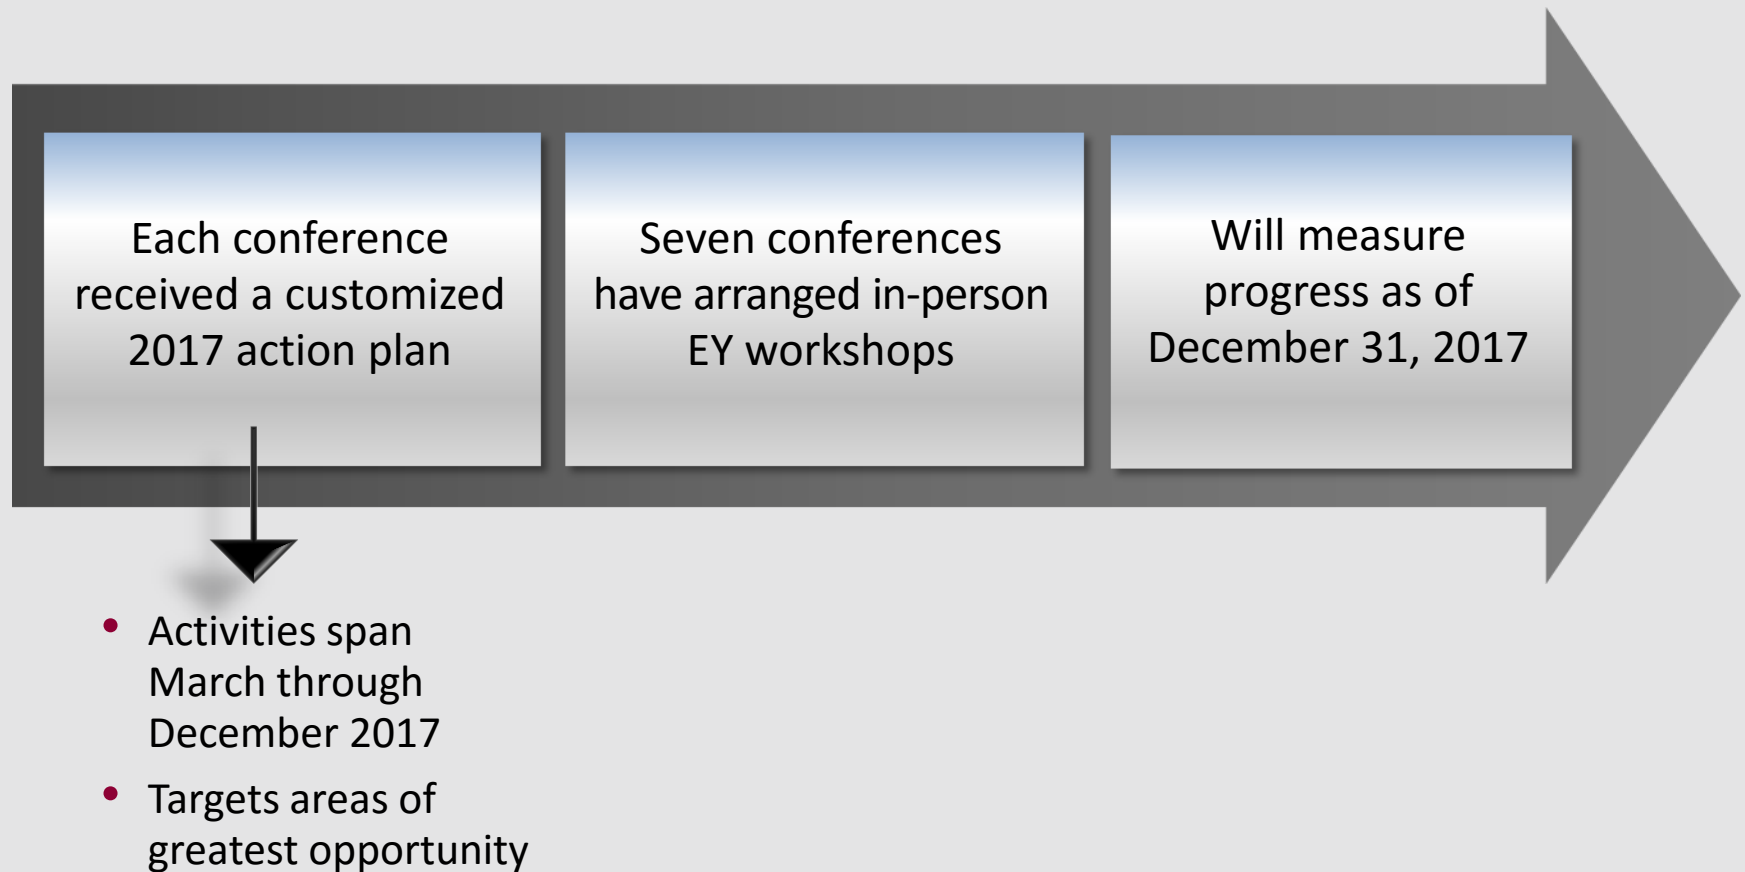 Each conference
received a customized
2017 action plan
Seven conferences
have arranged in-person
EY workshops
Will measure
progress as of
December 31, 2017
• Activities span
March through
December 2017
• Targets areas of
greatest opportunity